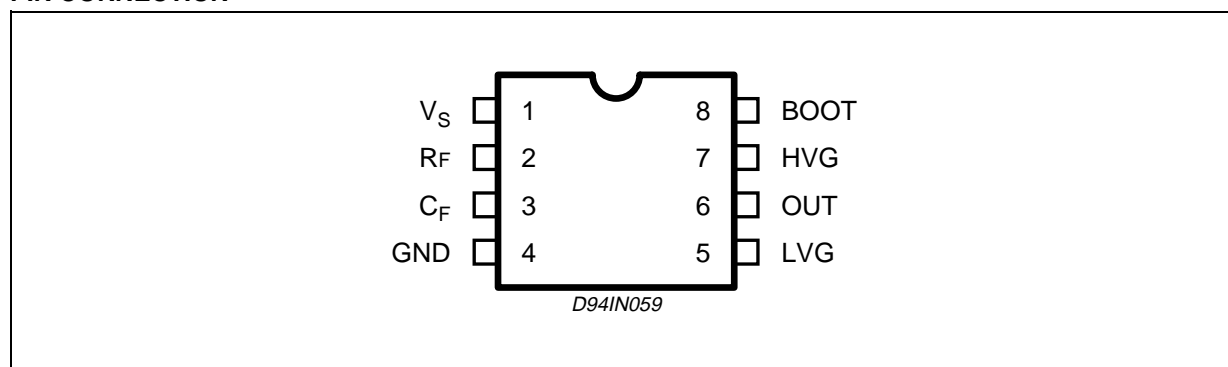 V_S 1 8 BOOT
RF 2 7 HVG
C_F 3 6 OUT
GND 4 5 LVG
D94IN059